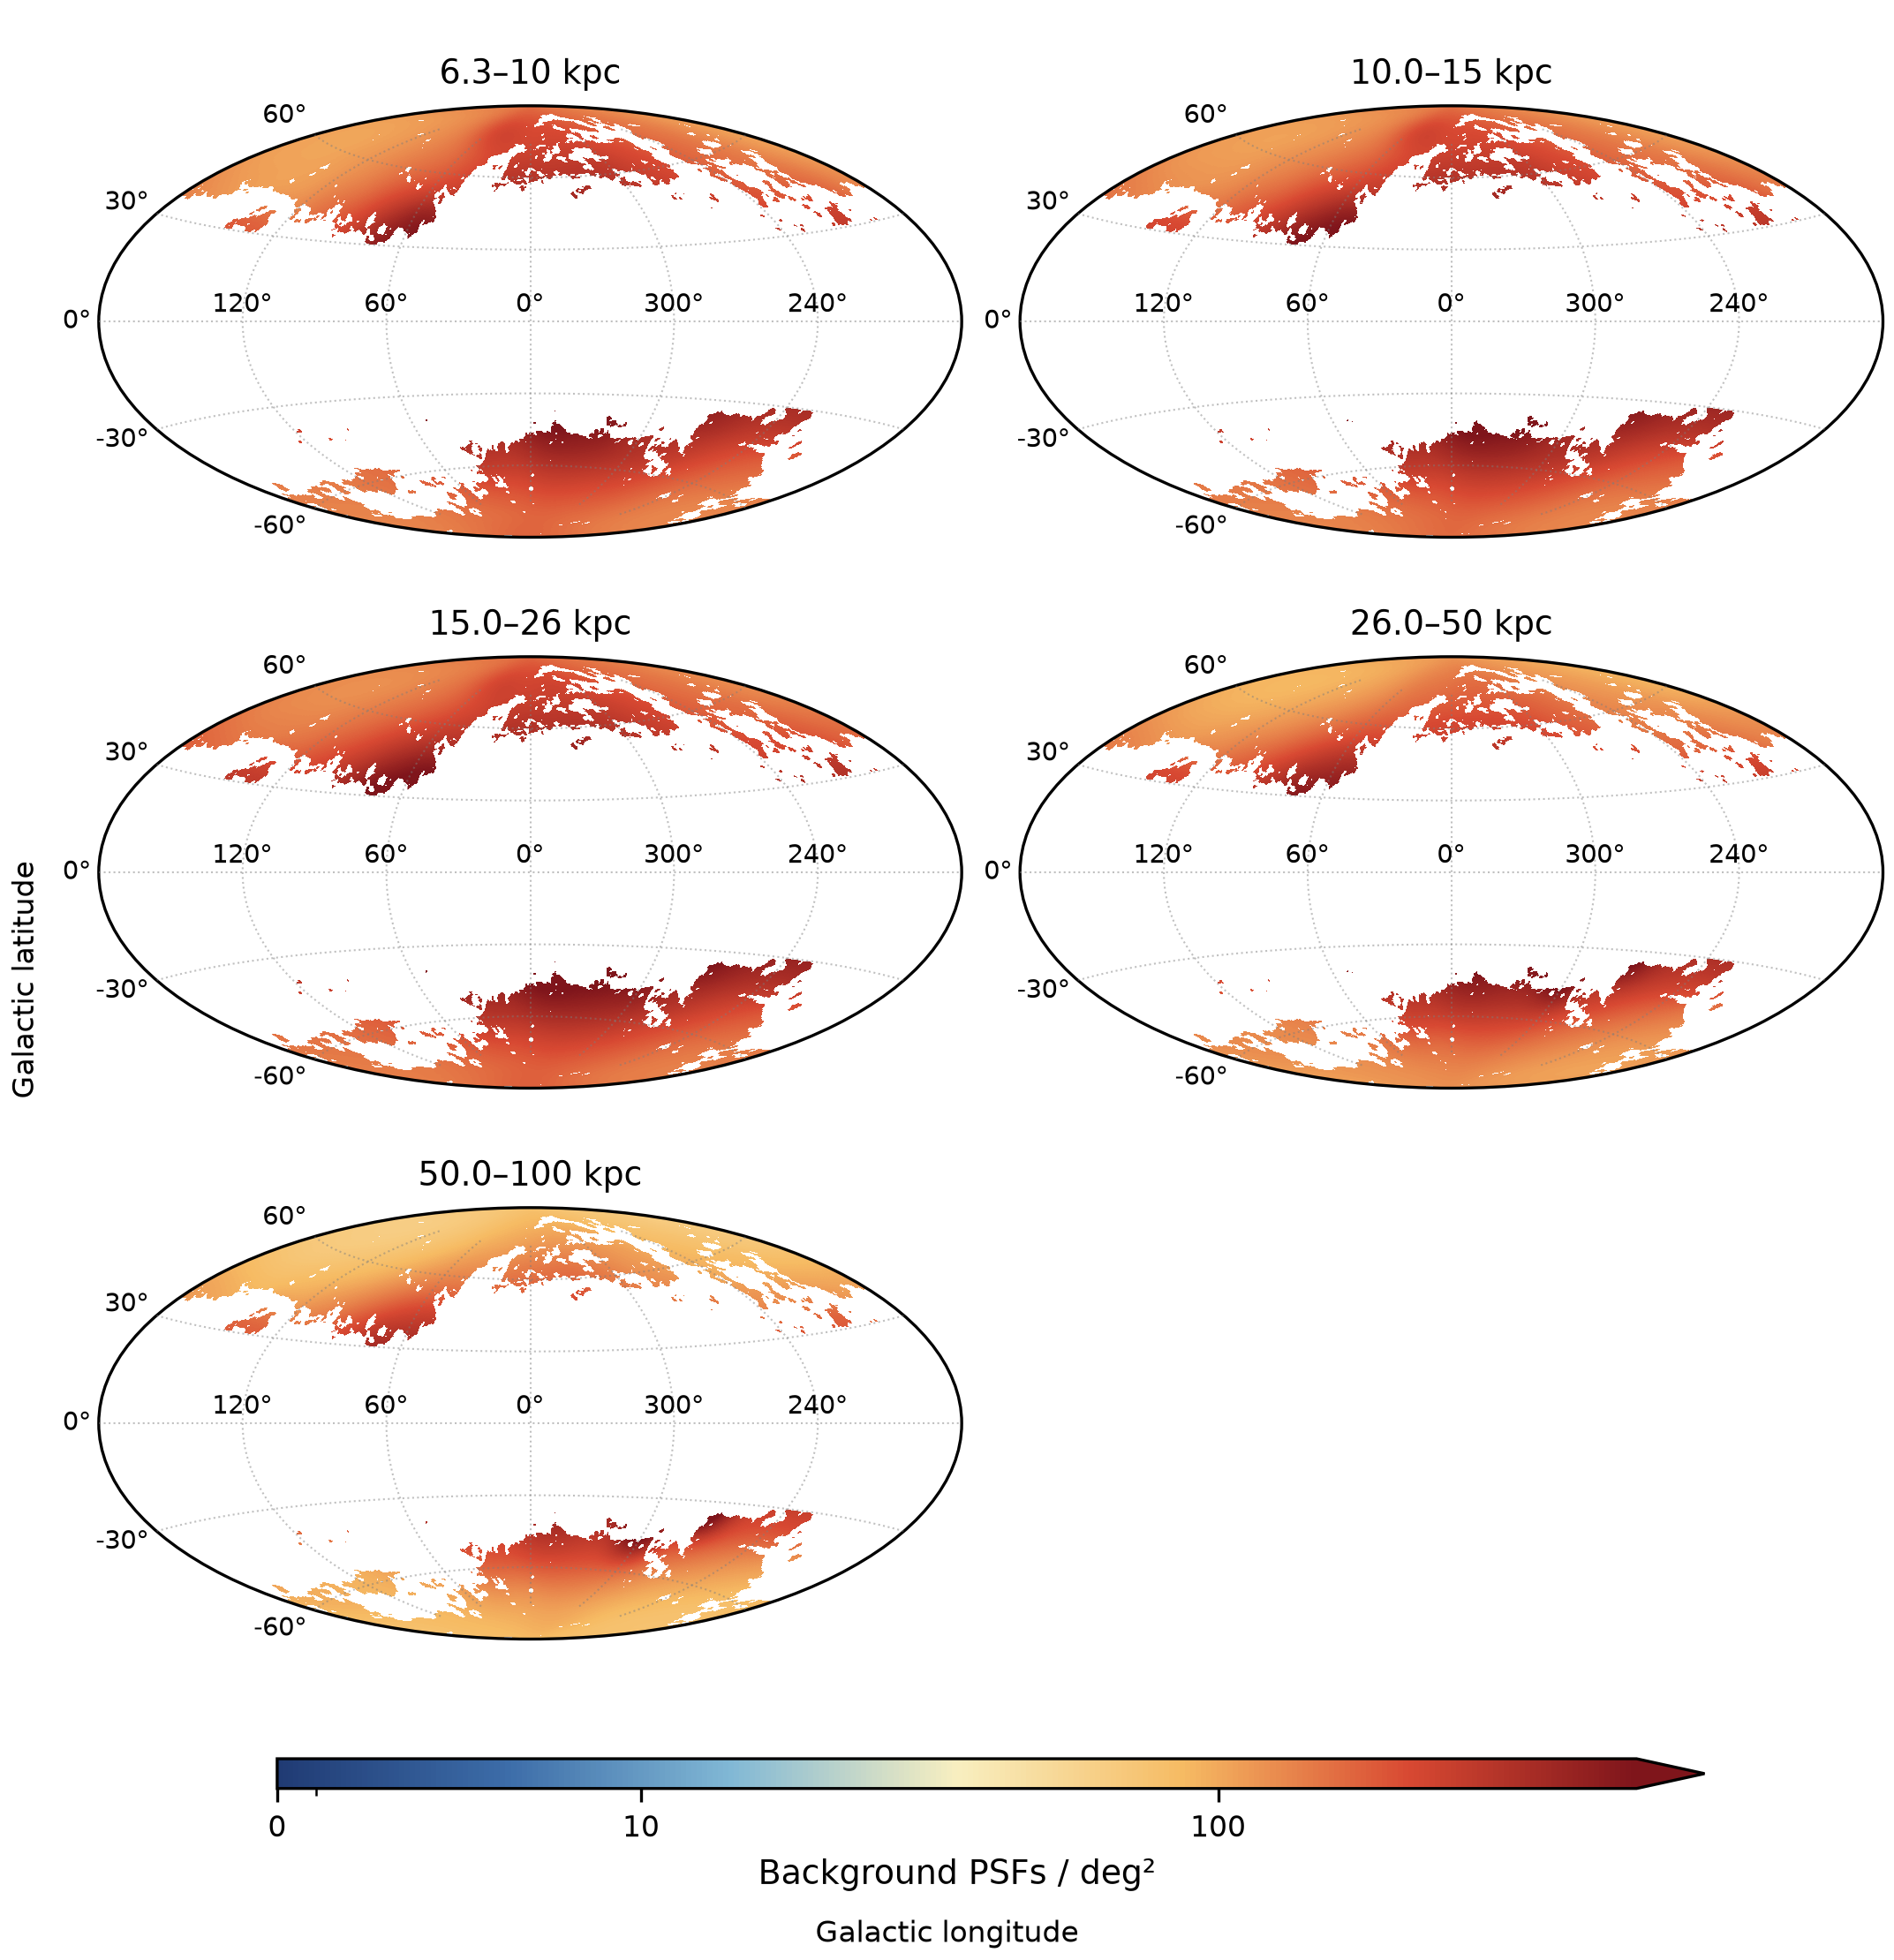 6.3–10 kpc
10.0–15 kpc
60°
60°
30°
30°
120° 60° 0° 300° 240°
120° 60° 0° 300° 240°
0°
0°
-30°
-30°
-60°
-60°
15.0–26 kpc
26.0–50 kpc
60°
60°
30°
30°
120° 60° 0° 300° 240°
120° 60° 0° 300° 240°
0°
0°
Galactic latitude
-30°
-30°
-60°
-60°
50.0–100 kpc
60°
30°
120° 60° 0° 300° 240°
0°
-30°
-60°
0 10 100
Background PSFs / deg²
Galactic longitude